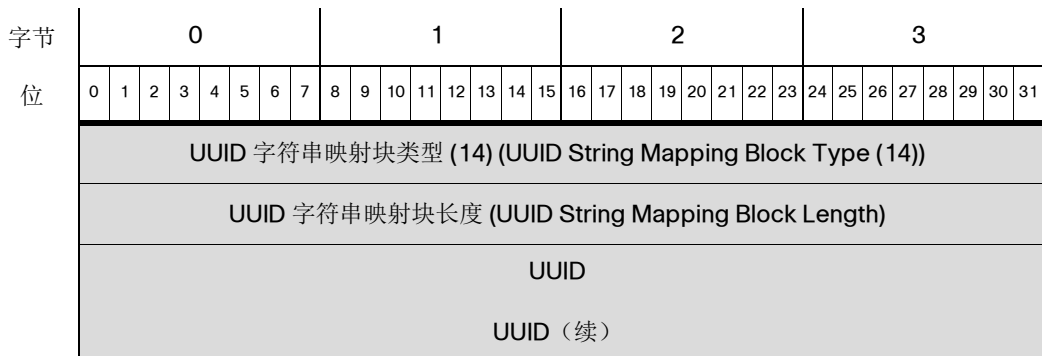 字节 0 1 2 3
位 0 1 2 3 4 5 6 7 8 9 10 11 12 13 14 15 16 17 18 19 20 21 22 23 24 25 26 27 28 29 30 31
UUID 字符串映射块类型 (14) (UUID String Mapping Block Type (14))
UUID 字符串映射块长度 (UUID String Mapping Block Length)
UUID
UUID（续）